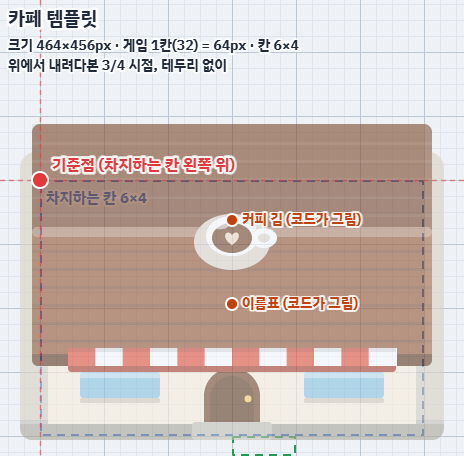 카페 템플릿
크기 464×456px · 게임 1칸(32) = 64px · 칸 6×4
위에서 내려다본 3/4 시점, 테두리 없이
기준점 (차지하는 칸 왼쪽 위)
차지하는 칸 6×4
커피 김 (코드가 그림)
이름표 (코드가 그림)